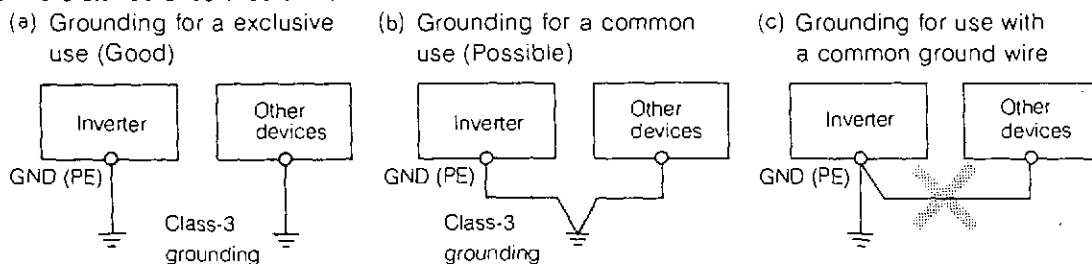 (a) Grounding for a exclusive
use (Good)
Inverter
Other
devices
GND (PE)
Class-3
grounding
(b) Grounding for a common
use (Possible)
Inverter
Other
devices
GND (PE)
Class-3
grounding
(c) Grounding for use with
a common ground wire
Inverter
Other
devices
GND (PE)